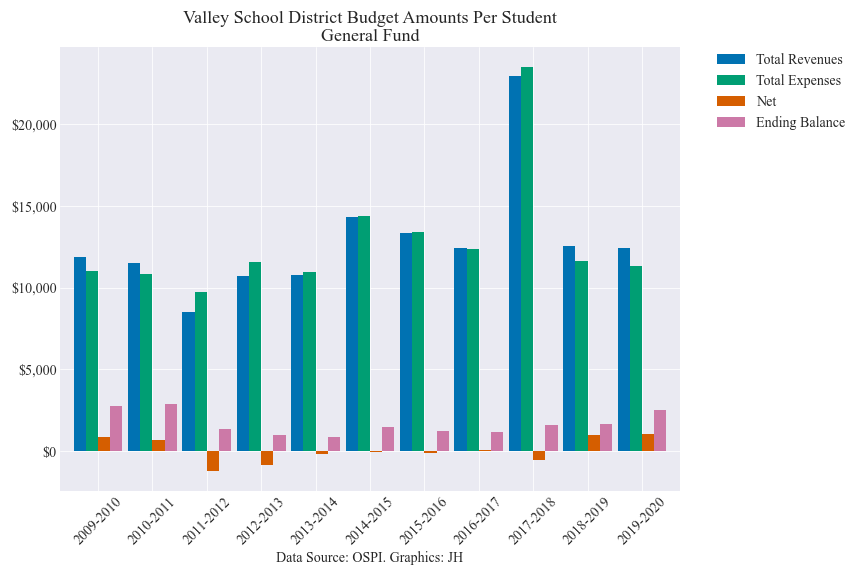 Valley School District Budget Amounts Per Student
General Fund
Total Revenues
Total Expenses
Net
Ending Balance
$20,000
$15,000
$10,000
$5,000
$0
2009-2010
2010-2011
2011-2012
2012-2013
2013-2014
2014-2015
2015-2016
2016-2017
2017-2018
2018-2019
2019-2020
Data Source: OSPI. Graphics: JH